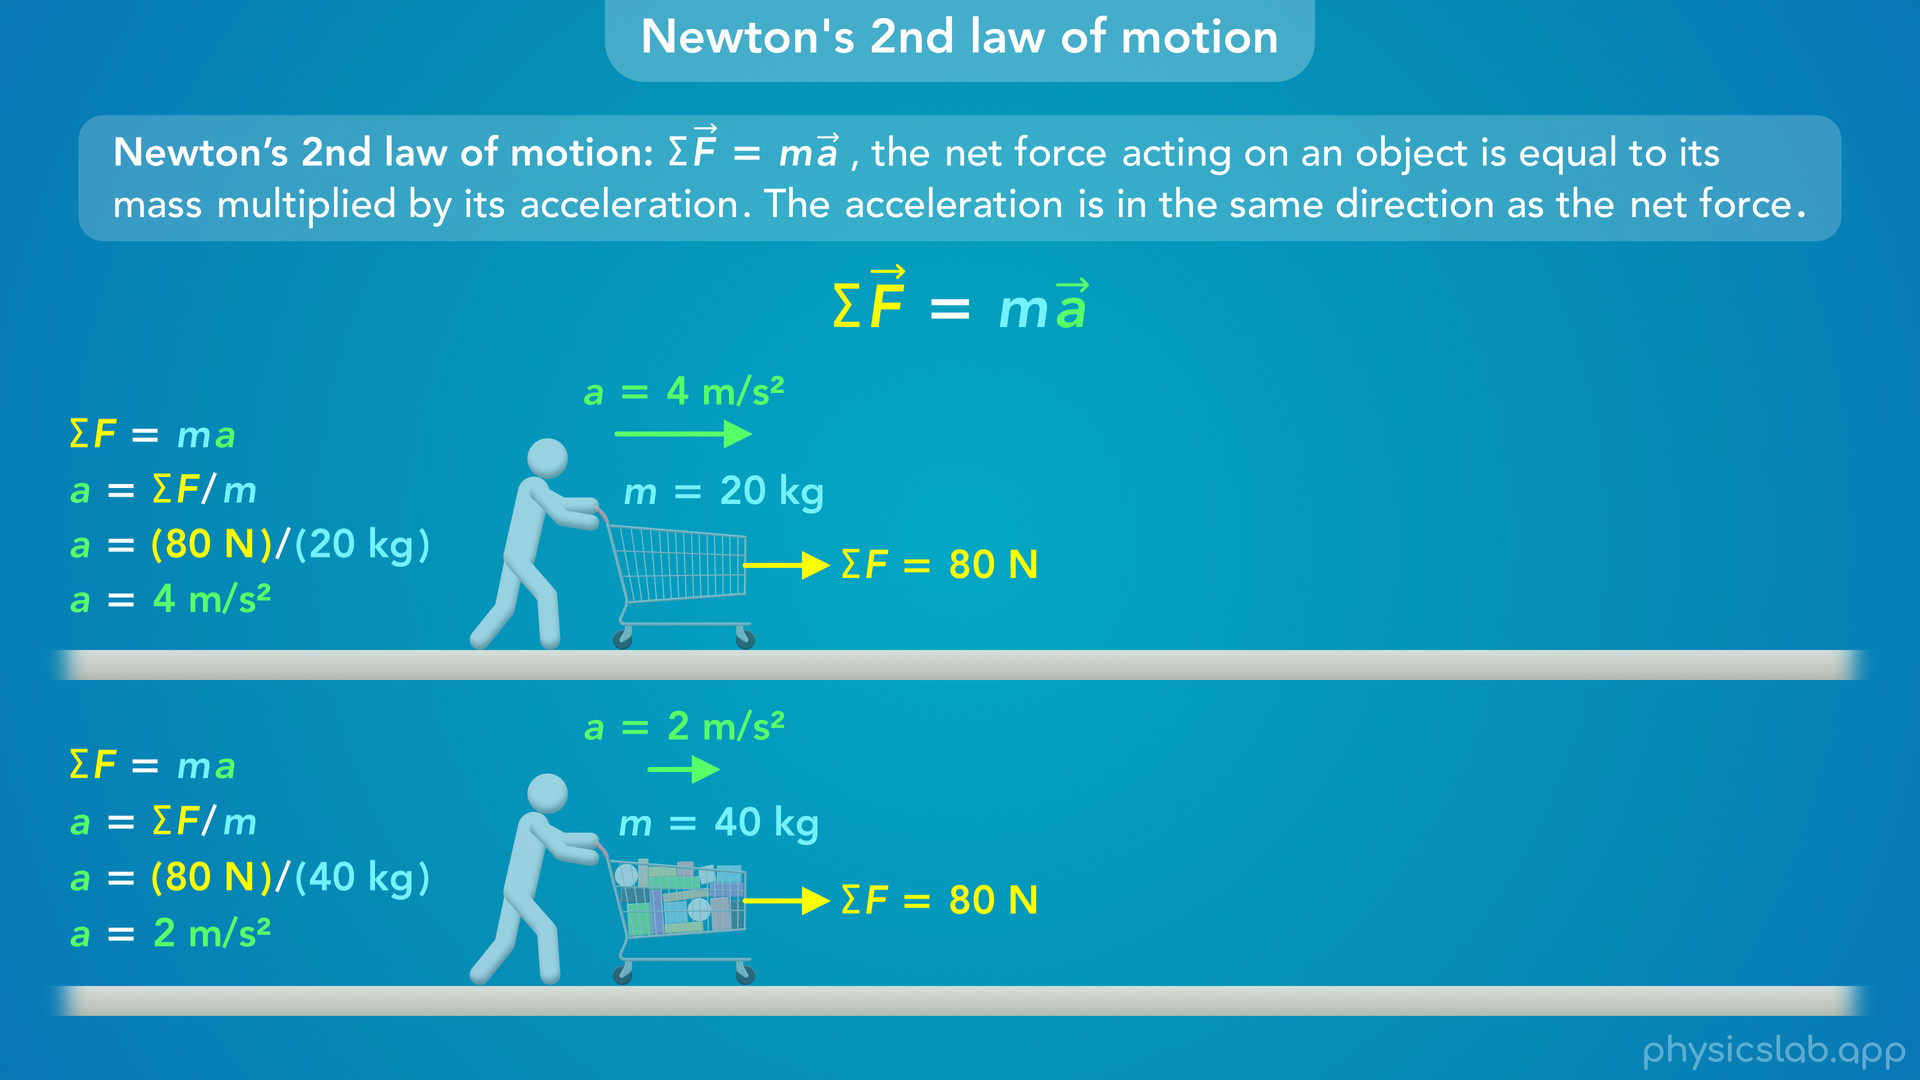 Newton's 2nd law of motion
Newton’s 2nd law of motion: ΣF⃗ = ma⃗ , the net force acting on an object is equal to its
mass multiplied by its acceleration. The acceleration is in the same direction as the net force.
ΣF⃗ = ma⃗
ΣF = ma
a = ΣF/m
a = (80 N)/(20 kg)
a = 4 m/s²
a = 4 m/s²
m = 20 kg
ΣF = 80 N
ΣF = ma
a = ΣF/m
a = (80 N)/(40 kg)
a = 2 m/s²
a = 2 m/s²
m = 40 kg
ΣF = 80 N
physicslab.app